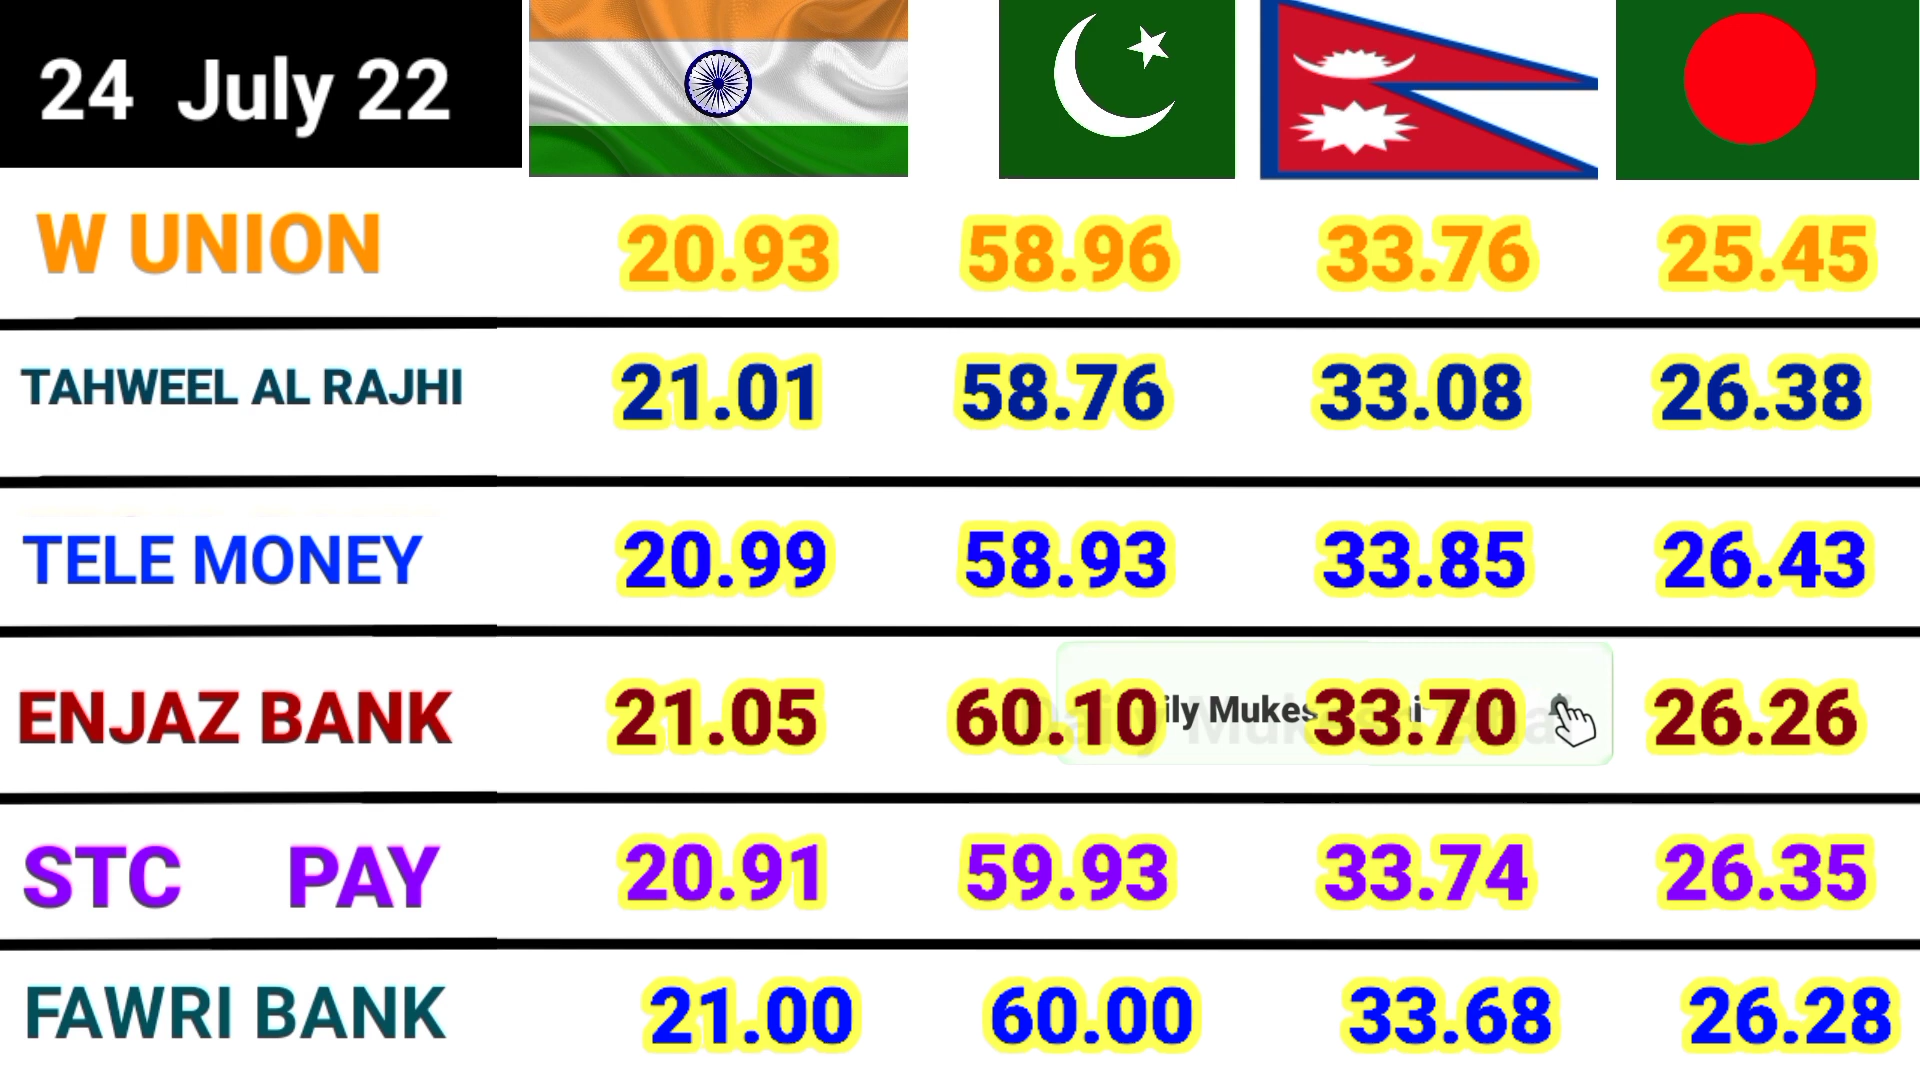 24 July 22
W UNION 20.93 58.96 33.76 25.45
TAHWEEL AL RAJHI 21.01 58.76 33.08 26.38
TELE MONEY 20.99 58.93 33.85 26.43
ENJAZ BANK 21.05 60.10 33.70 26.26
STC PAY 20.91 59.93 33.74 26.35
FAWRI BANK 21.00 60.00 33.68 26.28